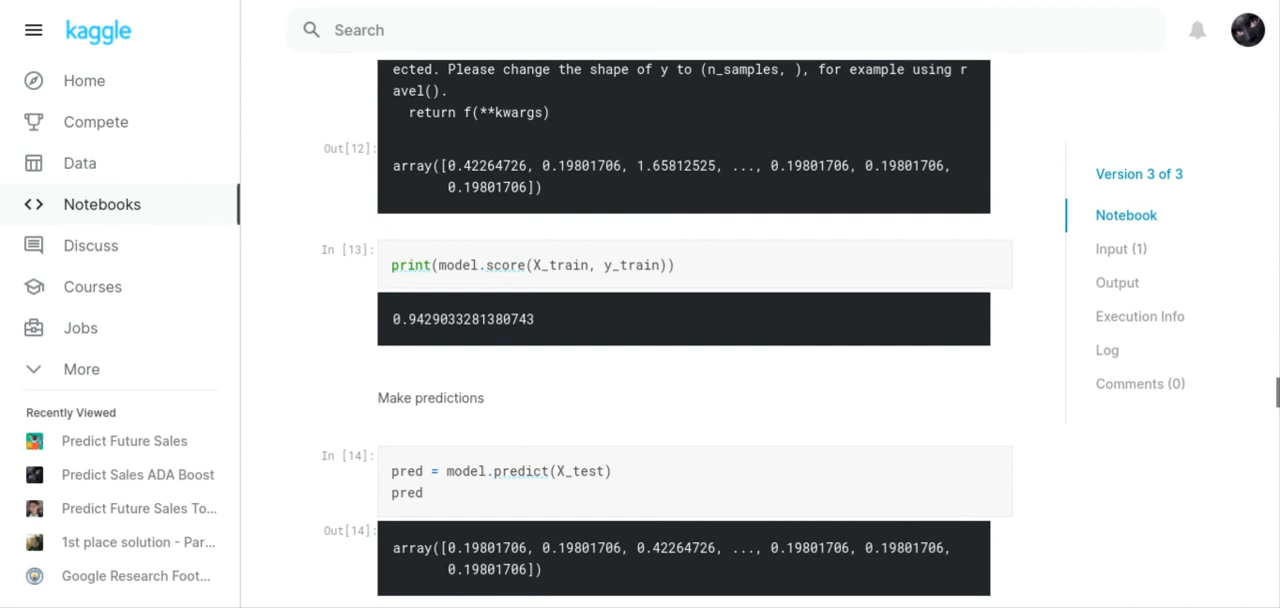 kaggle
Search
Home
Compete
Data
Notebooks
Discuss
Courses
Jobs
More
Recently Viewed
Predict Future Sales
Predict Sales ADA Boost
Predict Future Sales To...
1st place solution - Par...
Google Research Foot...
ected. Please change the shape of y to (n_samples, ), for example using r
avel().
return f(**kwargs)
Out[12]:
array([0.42264726, 0.19801706, 1.65812525, ..., 0.19801706, 0.19801706,
0.19801706])
In [13]:
print(model.score(X_train, y_train))
0.9429033281380743
Make predictions
In [14]:
pred = model.predict(X_test)
pred
Out[14]:
array([0.19801706, 0.19801706, 0.42264726, ..., 0.19801706, 0.19801706,
0.19801706])
Version 3 of 3
Notebook
Input (1)
Output
Execution Info
Log
Comments (0)